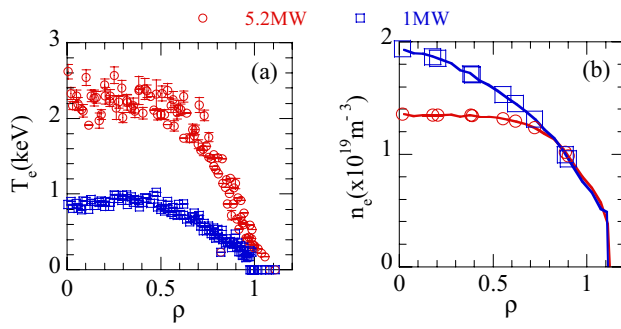 5.2MW 1MW
(a)
T_e(keV)
3
2
1
0
0 0.5 1
ρ
(b)
n_e(x10^19 m^-3)
2
1
0
0 0.5 1
ρ